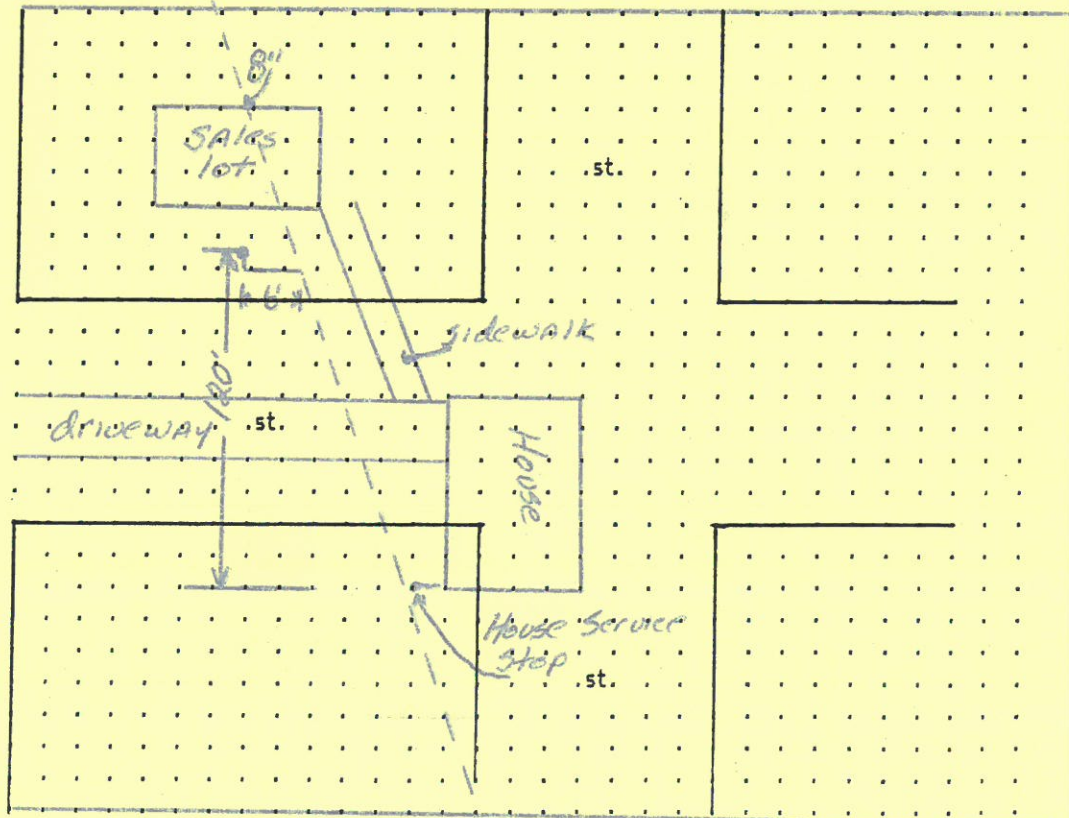 8"
SALes
lot
st.
6'
sidewalk
120'
driveway
st.
House
House Service
Stop
st.